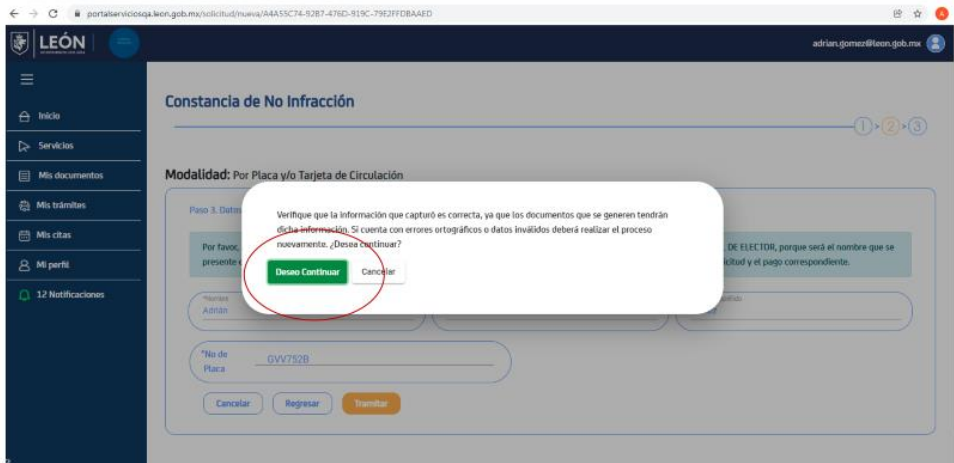 portalserviciosqa.leon.gob.mx/solicitud/nueva/A4A55C74-92B7-476D-919C-79E2FFDBAAED
LEÓN
adrian.gomez@leon.gob.mx
Inicio
Servicios
Mis documentos
Mis trámites
Mis citas
Mi perfil
12 Notificaciones
Constancia de No Infracción
1 > 2 > 3
Modalidad: Por Placa y/o Tarjeta de Circulación
Paso 3. Datos
Por favor,
DE ELECTOR, porque será el nombre que se
presente
icitud y el pago correspondiente.
Verifique que la información que capturó es correcta, ya que los documentos que se generen tendrán
dicha información. Si cuenta con errores ortográficos o datos inválidos deberá realizar el proceso
nuevamente. ¿Desea continuar?
Deseo Continuar
Cancelar
*Nombre
Adrián
*No de
Placa
GVV752B
Cancelar
Regresar
Tramitar